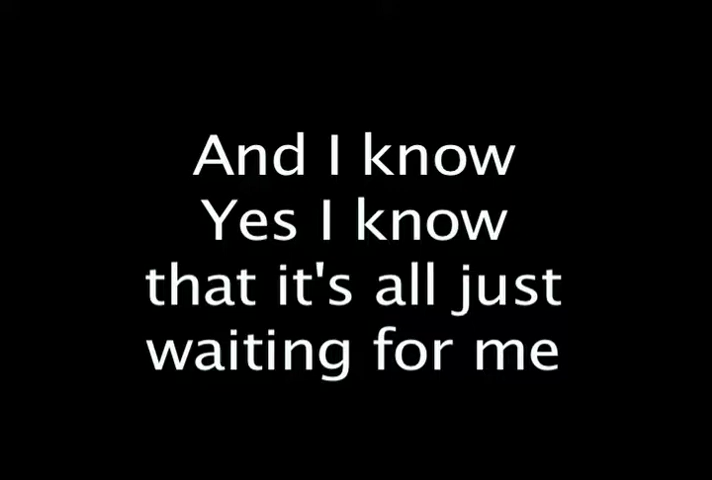 And I know
Yes I know
that it's all just
waiting for me